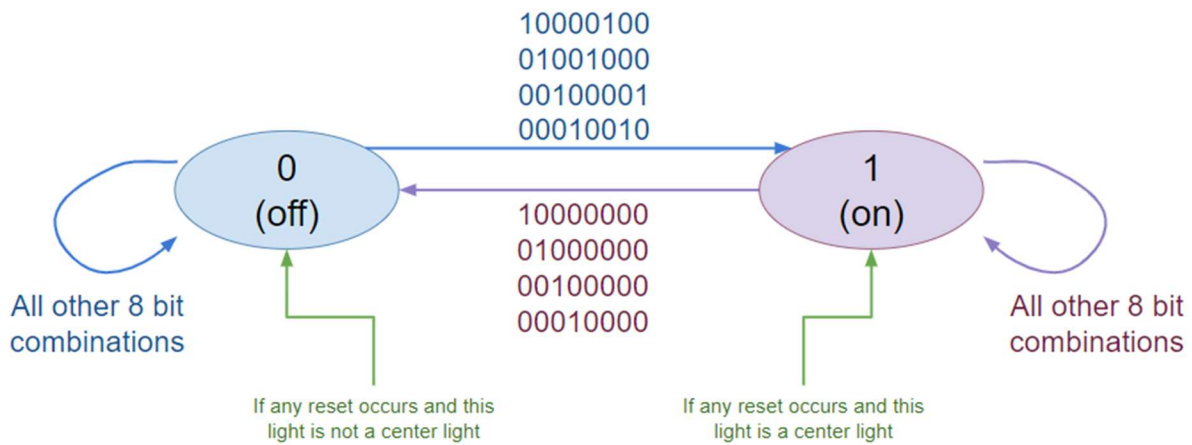 10000100
01001000
00100001
00010010
0
(off)
1
(on)
10000000
01000000
00100000
00010000
All other 8 bit
combinations
All other 8 bit
combinations
If any reset occurs and this
light is not a center light
If any reset occurs and this
light is a center light